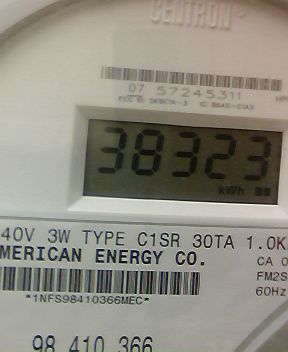 CENTRON®
07 57245311
38323
kWh
40V 3W TYPE C1SR 30TA 1.0K
MERICAN ENERGY CO.
CA 0
FM2S
60Hz
*1NFS98410366MEC*
98 410 366